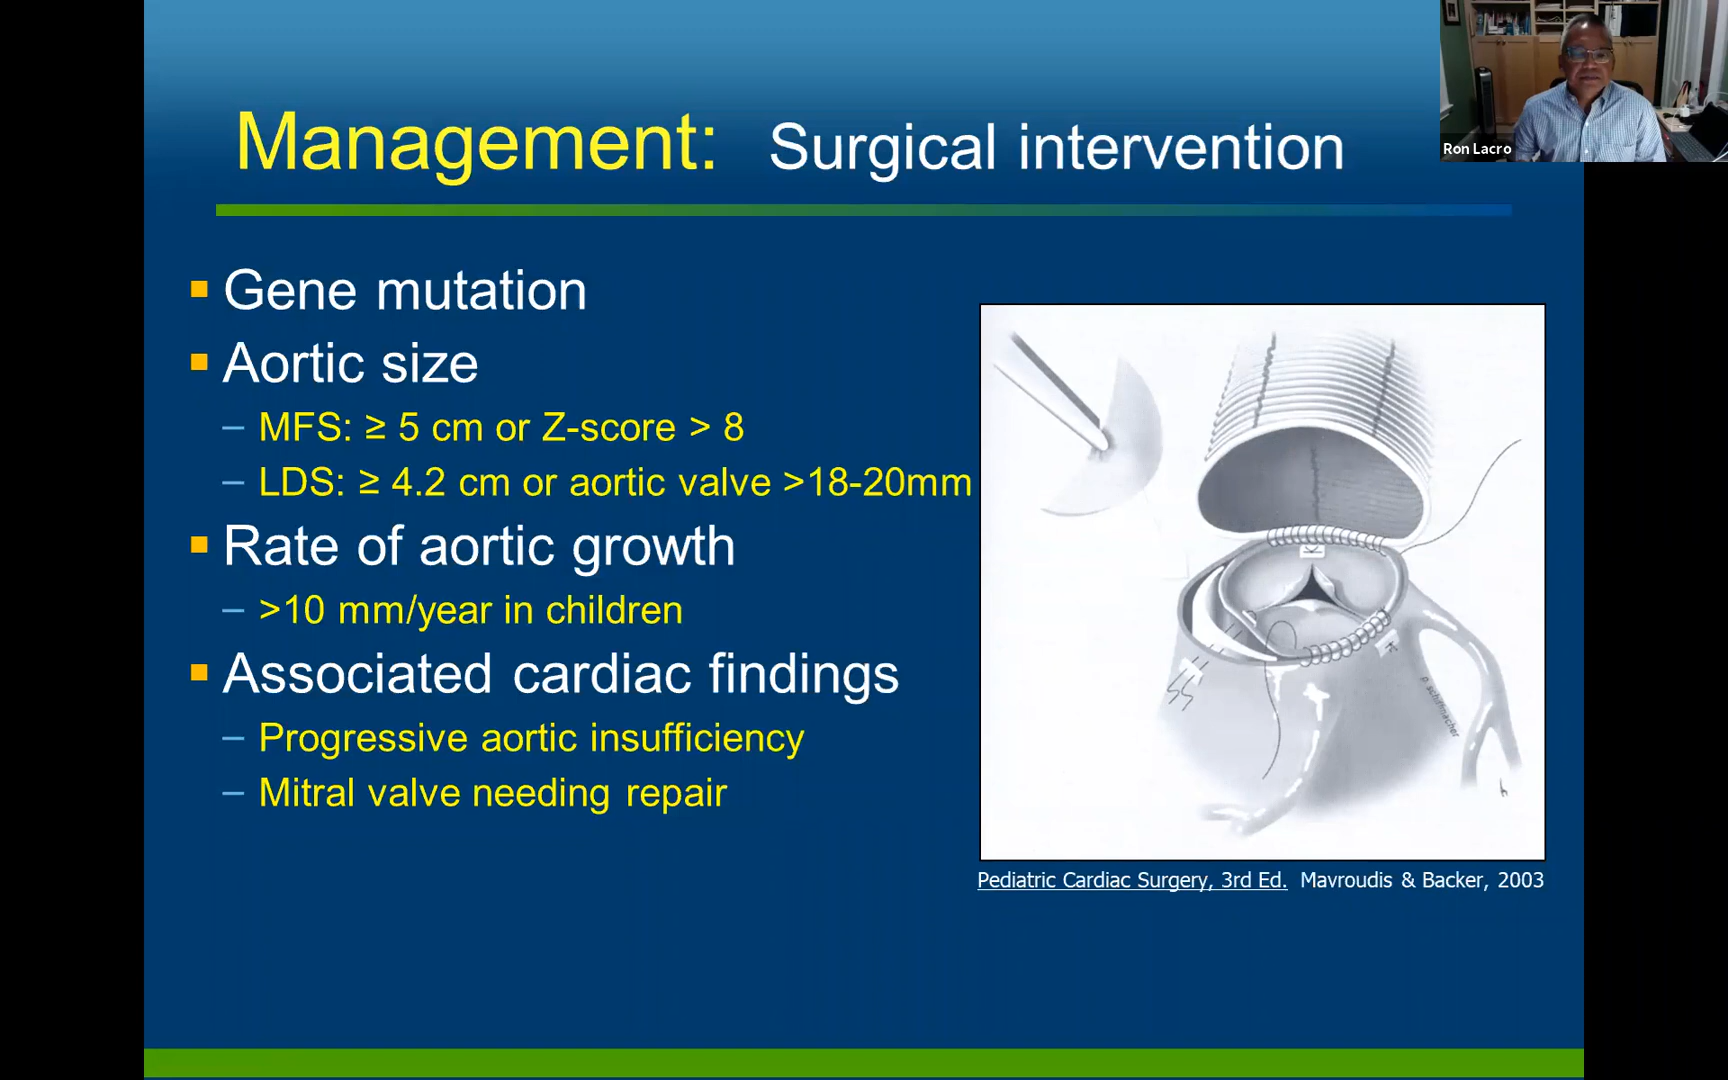 Ron Lacro
Management: Surgical intervention
Gene mutation
Aortic size
– MFS: ≥ 5 cm or Z-score > 8
– LDS: ≥ 4.2 cm or aortic valve >18-20mm
Rate of aortic growth
– >10 mm/year in children
Associated cardiac findings
– Progressive aortic insufficiency
– Mitral valve needing repair
p. schiffmacher
Pediatric Cardiac Surgery, 3rd Ed. Mavroudis & Backer, 2003